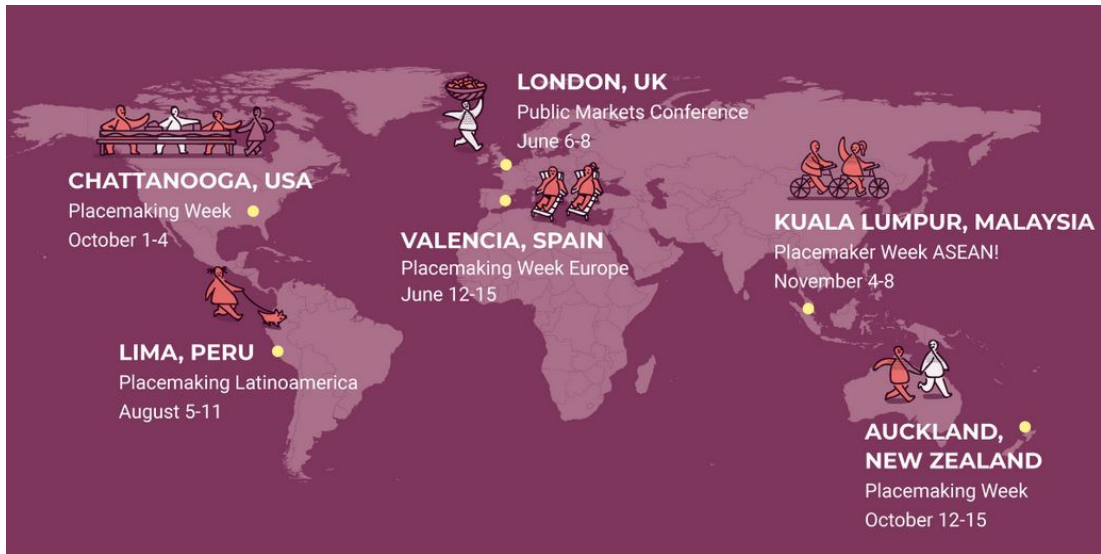 LONDON, UK
Public Markets Conference
June 6-8
CHATTANOOGA, USA
Placemaking Week
October 1-4
VALENCIA, SPAIN
Placemaking Week Europe
June 12-15
KUALA LUMPUR, MALAYSIA
Placemaker Week ASEAN!
November 4-8
LIMA, PERU
Placemaking Latinoamerica
August 5-11
AUCKLAND,
NEW ZEALAND
Placemaking Week
October 12-15